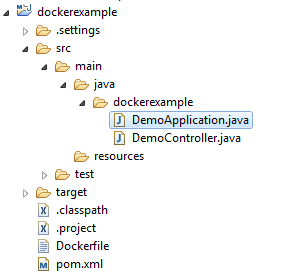 dockerexample
.settings
src
main
java
dockerexample
DemoApplication.java
DemoController.java
resources
test
target
.classpath
.project
Dockerfile
pom.xml